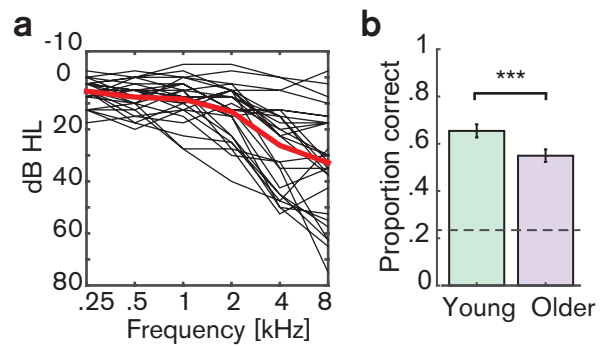 a
-10
0
20
40
60
80
dB HL
.25 .5 1 2 4 8
Frequency [kHz]
b
1
.8
.6
.4
.2
0
Proportion correct
***
Young Older